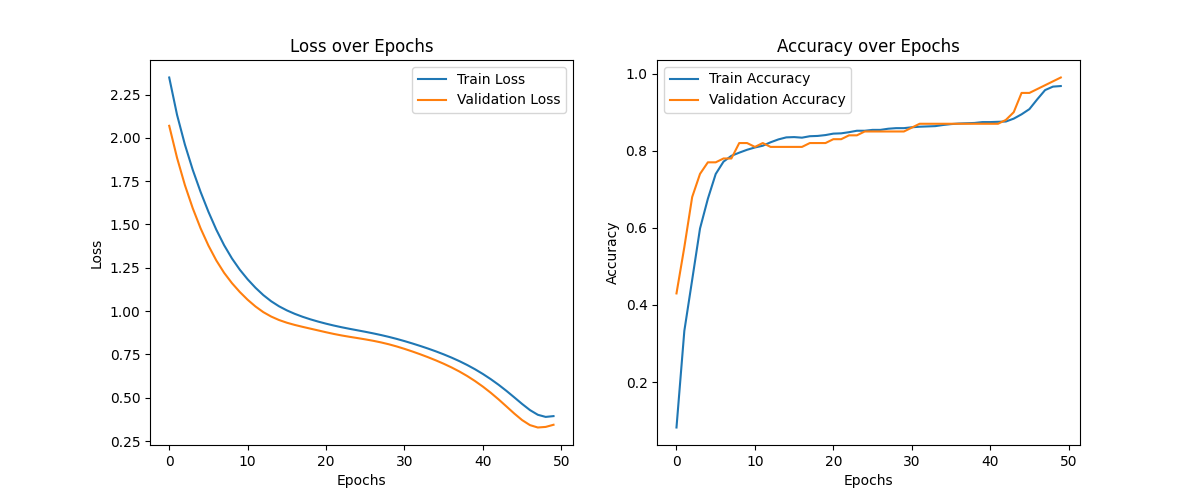 Loss over Epochs
Train Loss
Validation Loss
2.25
2.00
1.75
1.50
1.25
1.00
0.75
0.50
0.25
Loss
0 10 20 30 40 50
Epochs
Accuracy over Epochs
Train Accuracy
Validation Accuracy
1.0
0.8
0.6
0.4
0.2
Accuracy
0 10 20 30 40 50
Epochs